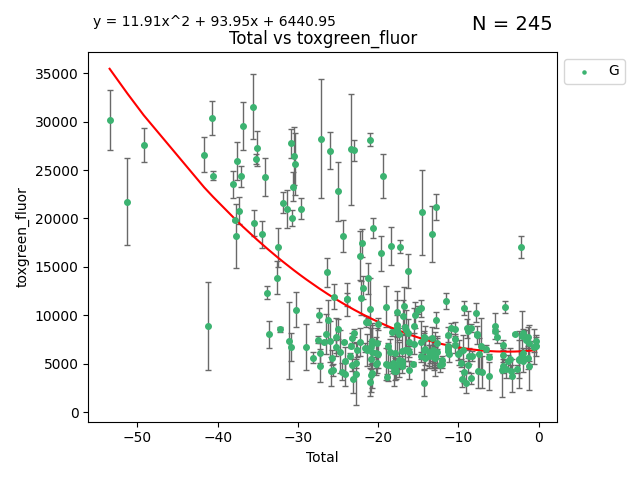 y = 11.91x^2 + 93.95x + 6440.95
N = 245
Total vs toxgreen_fluor
G
toxgreen_fluor
35000
30000
25000
20000
15000
10000
5000
0
−50
−40
−30
−20
−10
0
Total